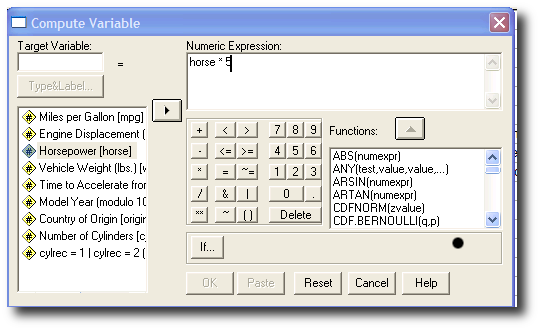 Compute Variable
Target Variable:
=
Type&Label...
Numeric Expression:
horse * 5
# Miles per Gallon [mpg]
# Engine Displacement (
# Horsepower [horse]
# Vehicle Weight (lbs.) [w
# Time to Accelerate from
# Model Year (modulo 10
# Country of Origin [origin
# Number of Cylinders [c
# cylrec = 1 | cylrec = 2 (
+ < > 7 8 9
- <= >= 4 5 6
* = ~= 1 2 3
/ & | 0 .
** ~ ( ) Delete
Functions:
ABS(numexpr)
ANY(test,value,value,...)
ARSIN(numexpr)
ARTAN(numexpr)
CDFNORM(zvalue)
CDF.BERNOULLI(q,p)
If...
OK Paste Reset Cancel Help